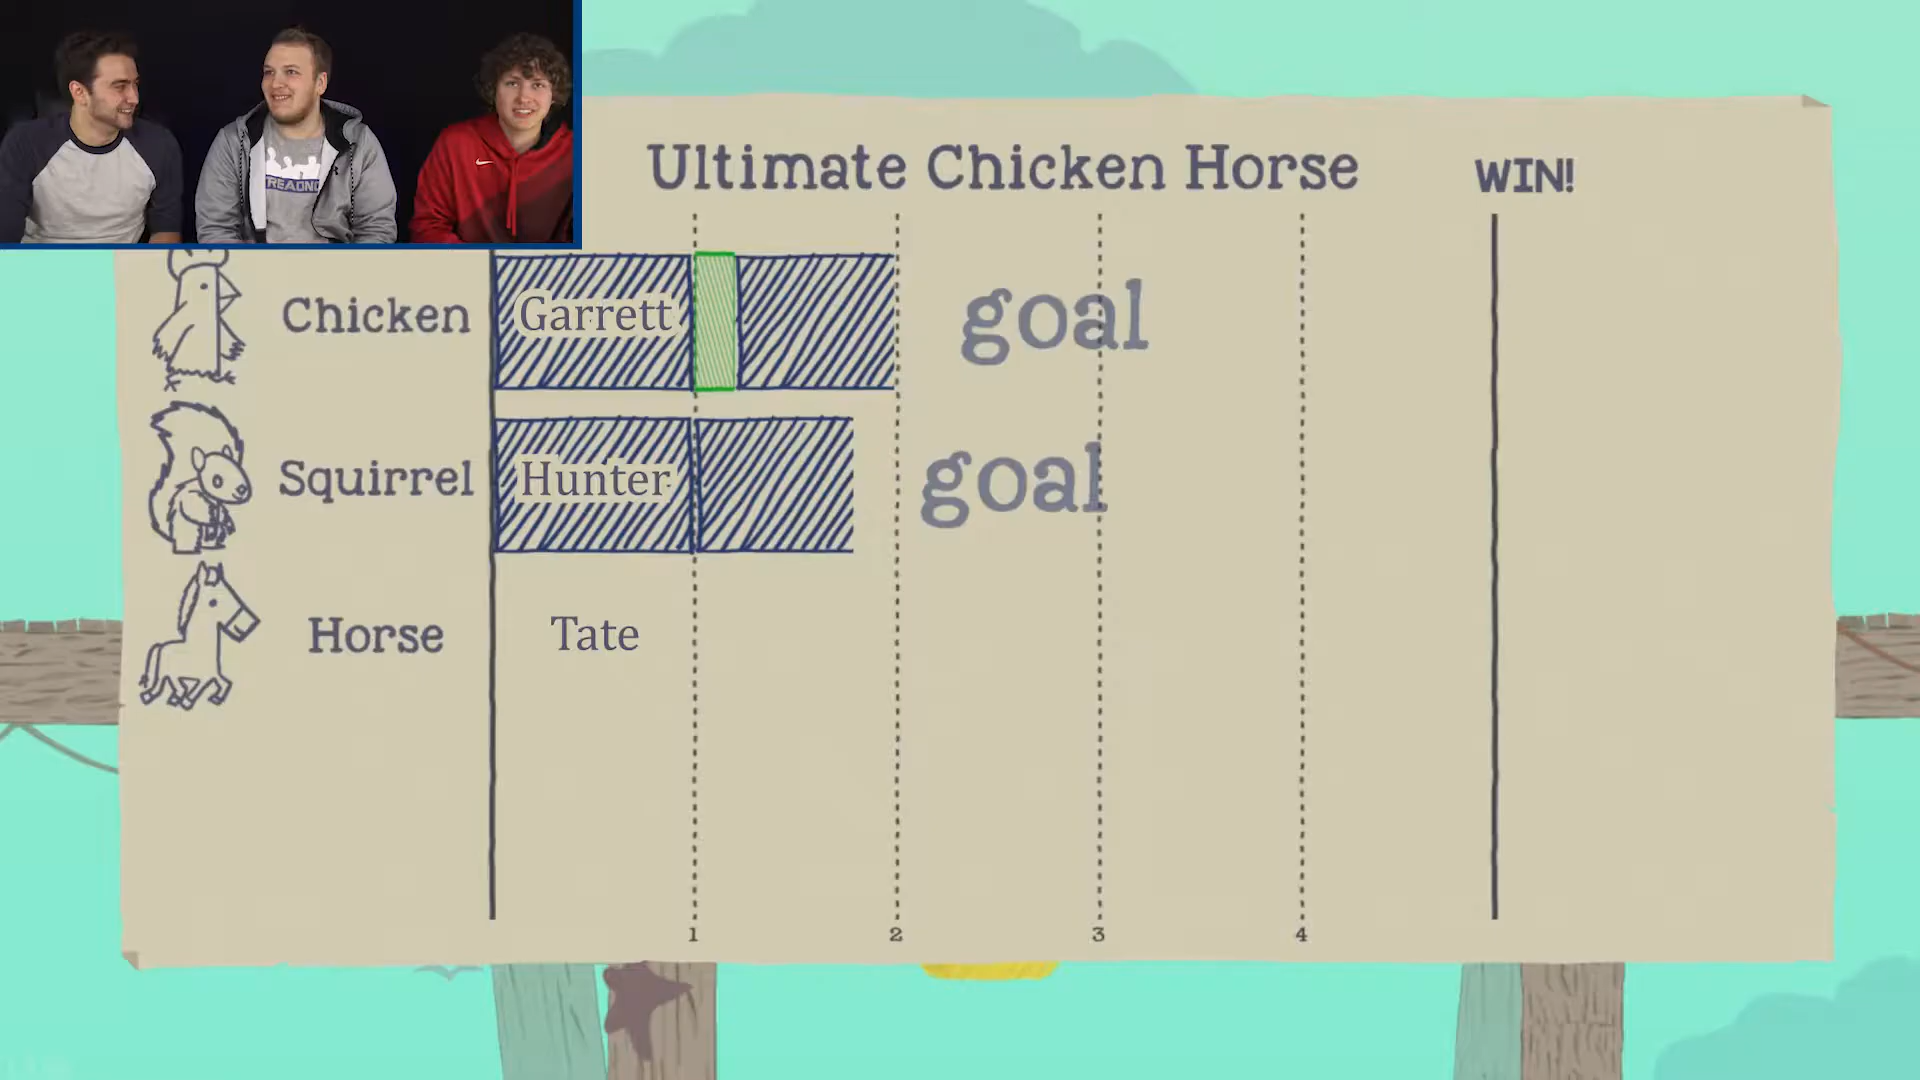 Ultimate Chicken Horse
WIN!
Chicken
Garrett
goal
Squirrel
Hunter
goal
Horse
Tate
1
2
3
4